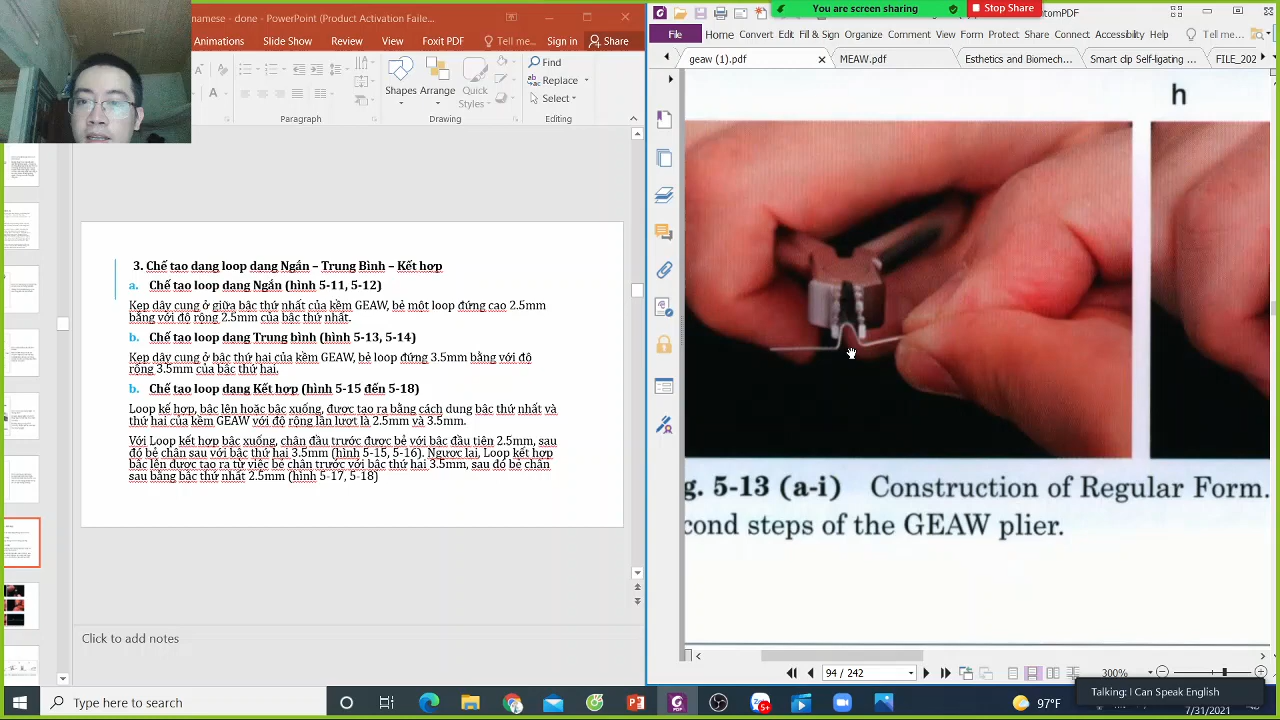 namese - done - PowerPoint (Product Activation Faile...
Animations Slide Show Review View Foxit PDF Tell me... Sign in Share
Shapes Arrange Quick Styles
Find
Replace
Select
Paragraph Drawing Editing
3. Chế tạo dạng loop dạng Ngắn – Trung Bình – Kết hợp
a. Chế tạo loop dạng Ngắn (hình 5-11, 5-12)
Kẹp dây cung ở giữa bậc thứ nhất của kềm GEAW, bẻ một loop đứng cao 2.5mm
bằng với độ rộng 2.5mm của bậc thứ nhất.
b. Chế tạo loop dạng Trung bình (hình 5-13, 5-14)
Kẹp dây cung ở bậc thứ hai của kềm GEAW, bẻ loop đứng 3.5mm bằng với độ
rộng 3.5mm của bậc thứ hai.
b. Chế tạo loop dạng Kết hợp (hình 5-15 đến 5-18)
Loop kết hợp, bậc lên hoặc bậc xuống, được tạo ra bằng cách dùng bậc thứ nhất và
thứ hai của kềm GEAW với độ rộng lần lượt là 2.5mm và 3.5mm.
Với Loop kết hợp bậc xuống, chân đầu trước được bẻ với bậc đầu tiên 2.5mm, sau
đó bẻ chân sau với bậc thứ hai 3.5mm (hình 5-15, 5-16). Ngược lại, Loop kết hợp
bậc lên được tạo ra từ việc bẻ chân trước với bậc thứ hai 3.5mm, sau đó bẻ chân
sau bằng bậc thứ nhất 2.5mm (hình 5-17, 5-18)
Click to add notes
You are screen sharing Stop Share
omPDF
File Home Convert Edit Fill & Sign Organize Comment View Form Protect Share Connect Accessibility Help Tell me...
geaw (1).pdf MEAW.pdf Esthetics and Biomech... Smart dip Self-ligating ... FILE_202
h
g. 5-13 (a-i) Construction of Regular Form.
cond steps of the GEAW plier.
94 / 242
300%
Talking: I Can Speak English
Type here to search
97°F
7/31/2021